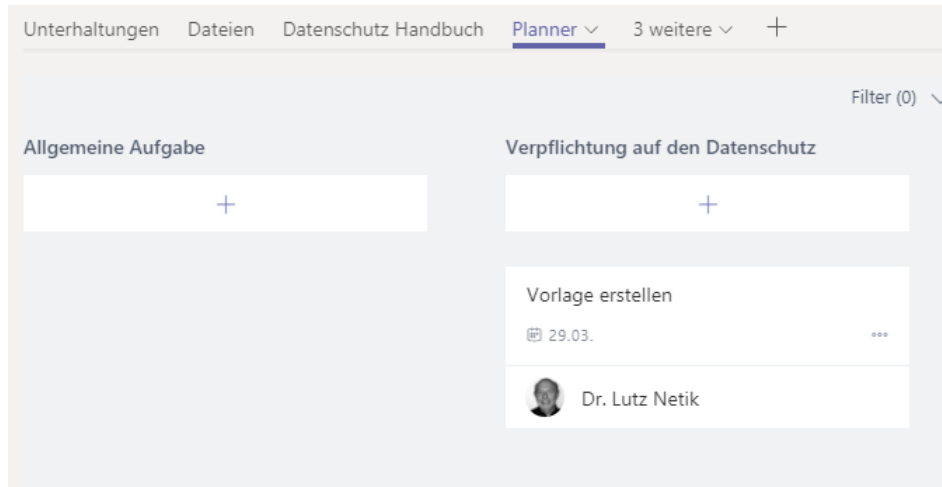 Unterhaltungen Dateien Datenschutz Handbuch Planner 3 weitere
Filter (0)
Allgemeine Aufgabe Verpflichtung auf den Datenschutz
Vorlage erstellen
29.03.
Dr. Lutz Netik